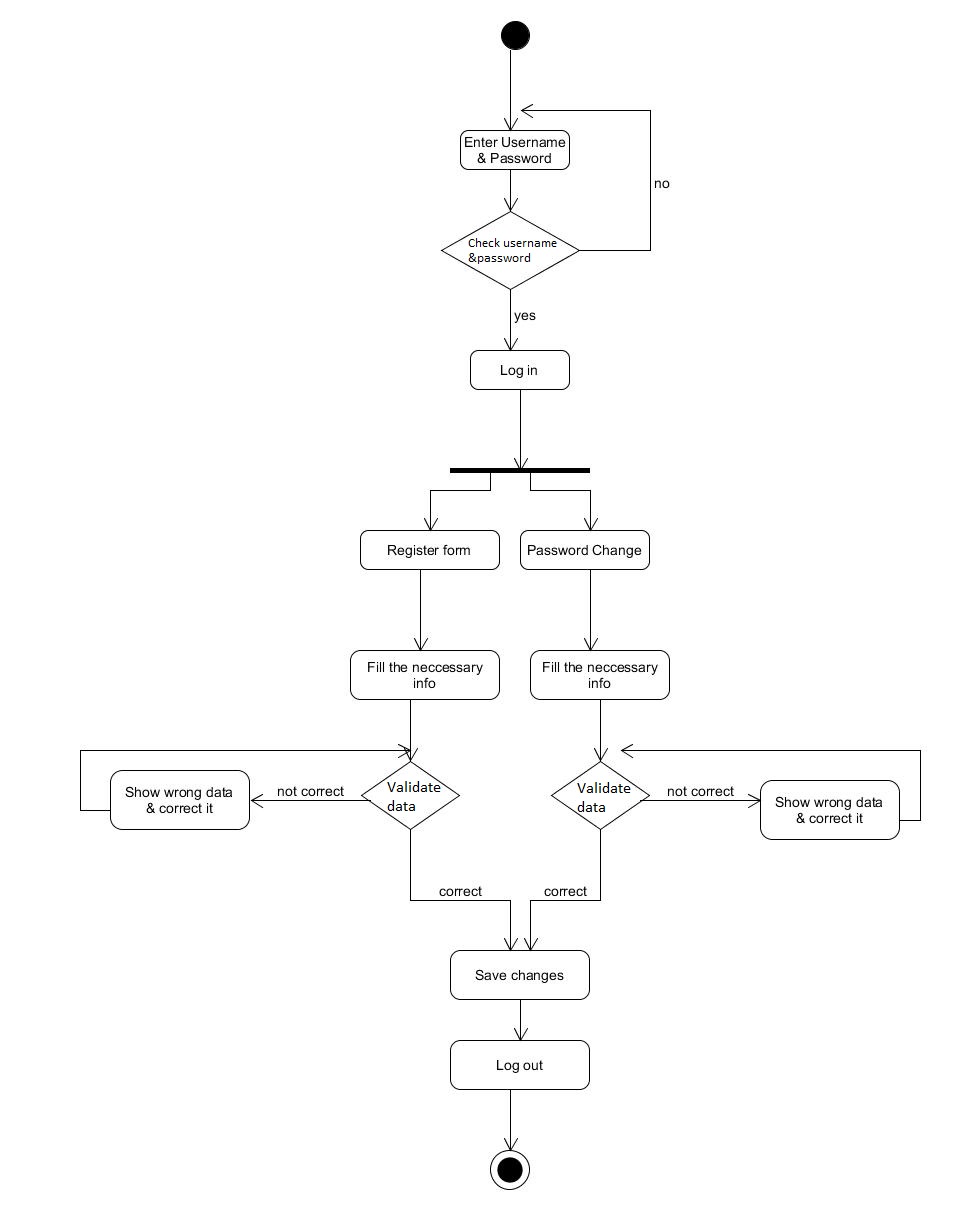 Enter Username
& Password
no
Check username
&password
yes
Log in
Register form
Password Change
Fill the neccessary
info
Fill the neccessary
info
Show wrong data
& correct it
not correct
Validate
data
Validate
data
not correct
Show wrong data
& correct it
correct
correct
Save changes
Log out